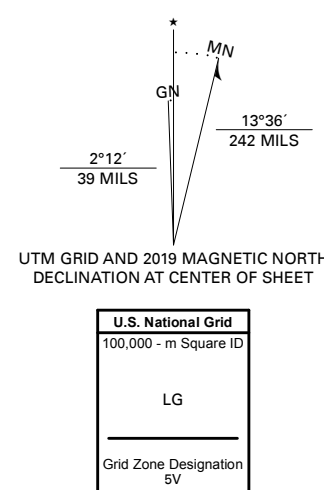 ★
MN
GN
13°36´
242 MILS
2°12´
39 MILS
UTM GRID AND 2019 MAGNETIC NORTH
DECLINATION AT CENTER OF SHEET
U.S. National Grid
100,000 - m Square ID
LG
Grid Zone Designation
5V